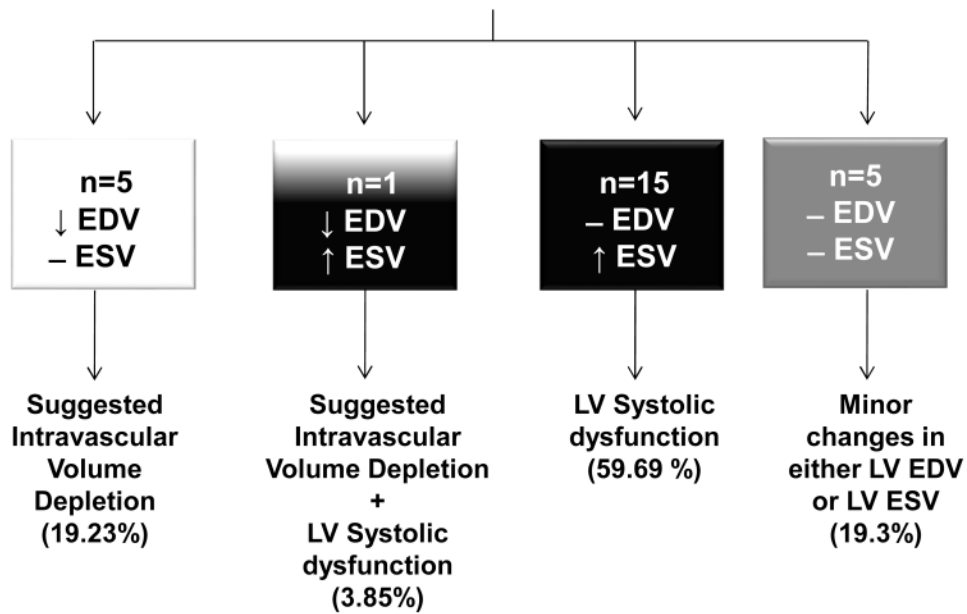 n=5
↓ EDV
– ESV
n=1
↓ EDV
↑ ESV
n=15
– EDV
↑ ESV
n=5
– EDV
– ESV
Suggested
Intravascular
Volume
Depletion
(19.23%)
Suggested
Intravascular
Volume Depletion
+
LV Systolic
dysfunction
(3.85%)
LV Systolic
dysfunction
(59.69 %)
Minor
changes in
either LV EDV
or LV ESV
(19.3%)